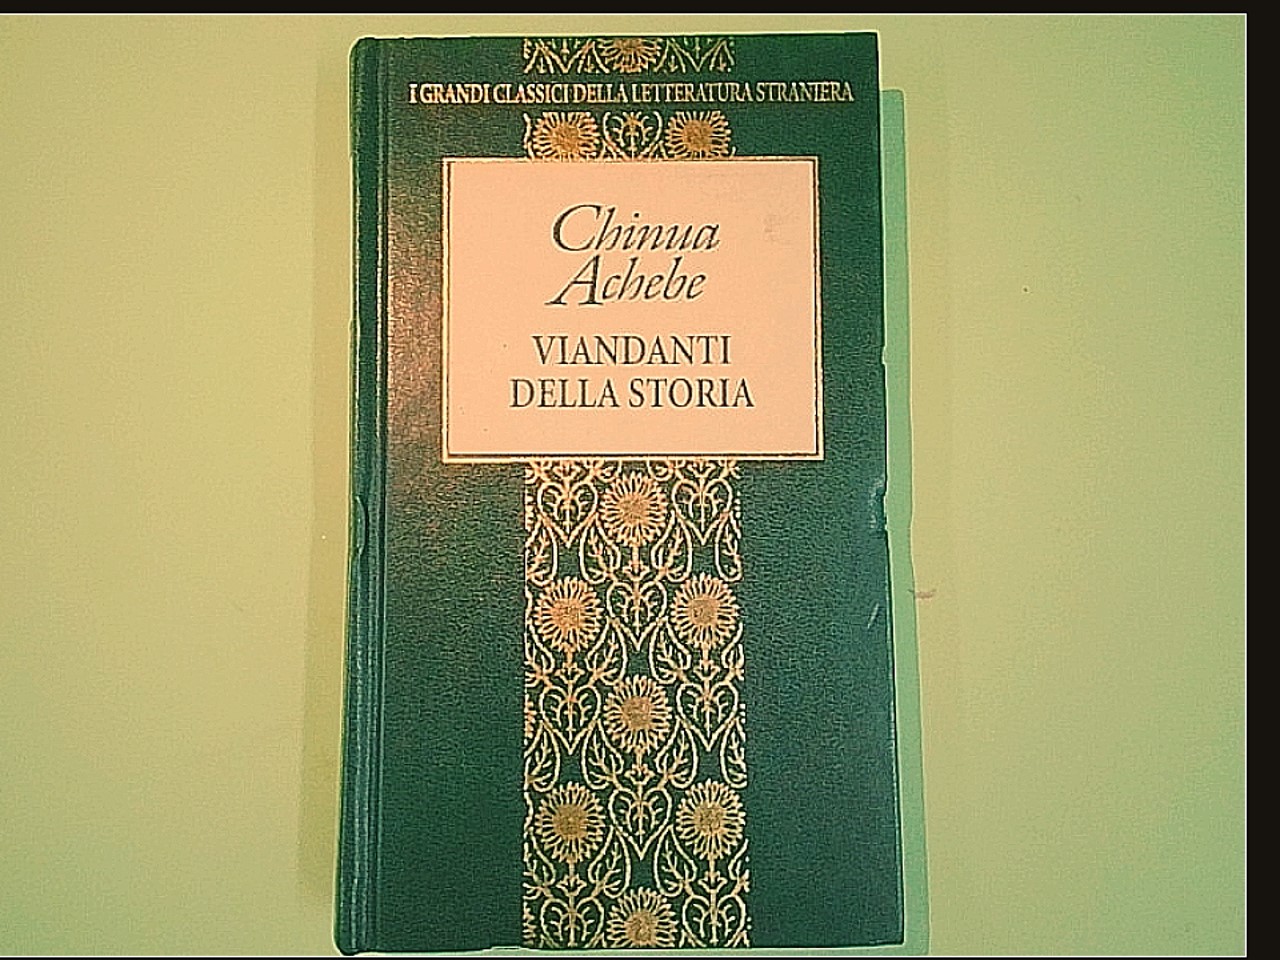 I GRANDI CLASSICI DELLA LETTERATURA STRANIERA
Chinua
Achebe
VIANDANTI
DELLA STORIA